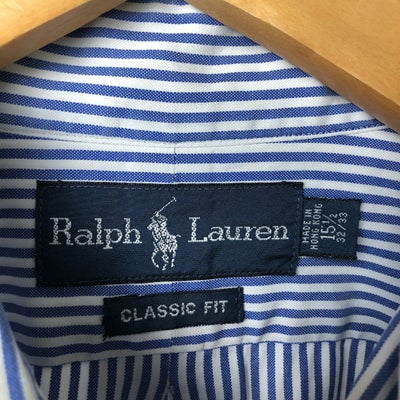 Ralph Lauren
MADE IN
HONG KONG
15½
32/33
CLASSIC FIT